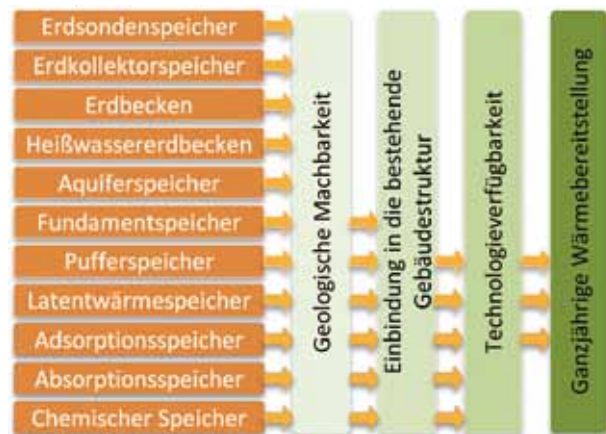 Erdsondenspeicher
Erdkollektorspeicher
Erdbecken
Heißwassererdbecken
Aquiferspeicher
Fundamentspeicher
Pufferspeicher
Latentwärmespeicher
Adsorptionsspeicher
Absorptionsspeicher
Chemischer Speicher
Geologische Machbarkeit
Einbindung in die bestehende
Gebäudestruktur
Technologieverfügbarkeit
Ganzjährige Wärmebereitstellung